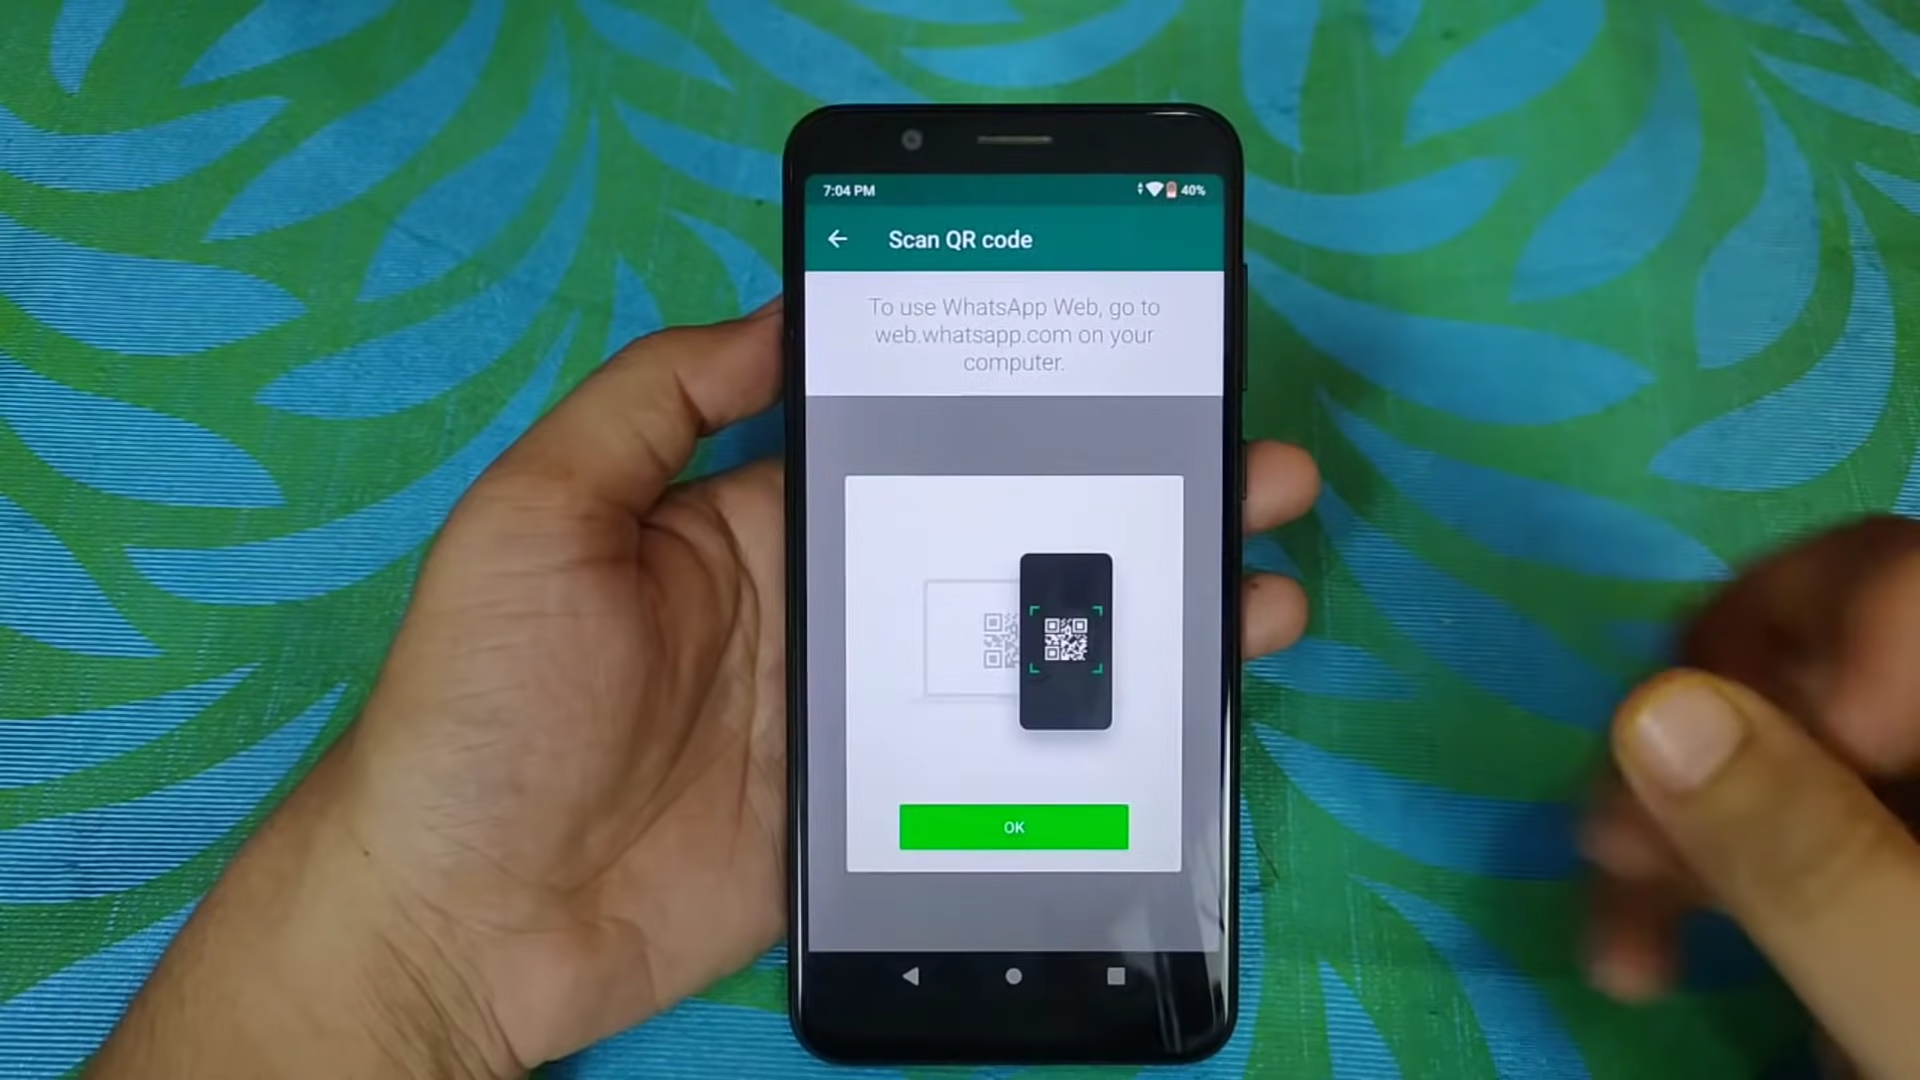 7:04 PM
40%
Scan QR code
To use WhatsApp Web, go to
web.whatsapp.com on your
computer.
OK